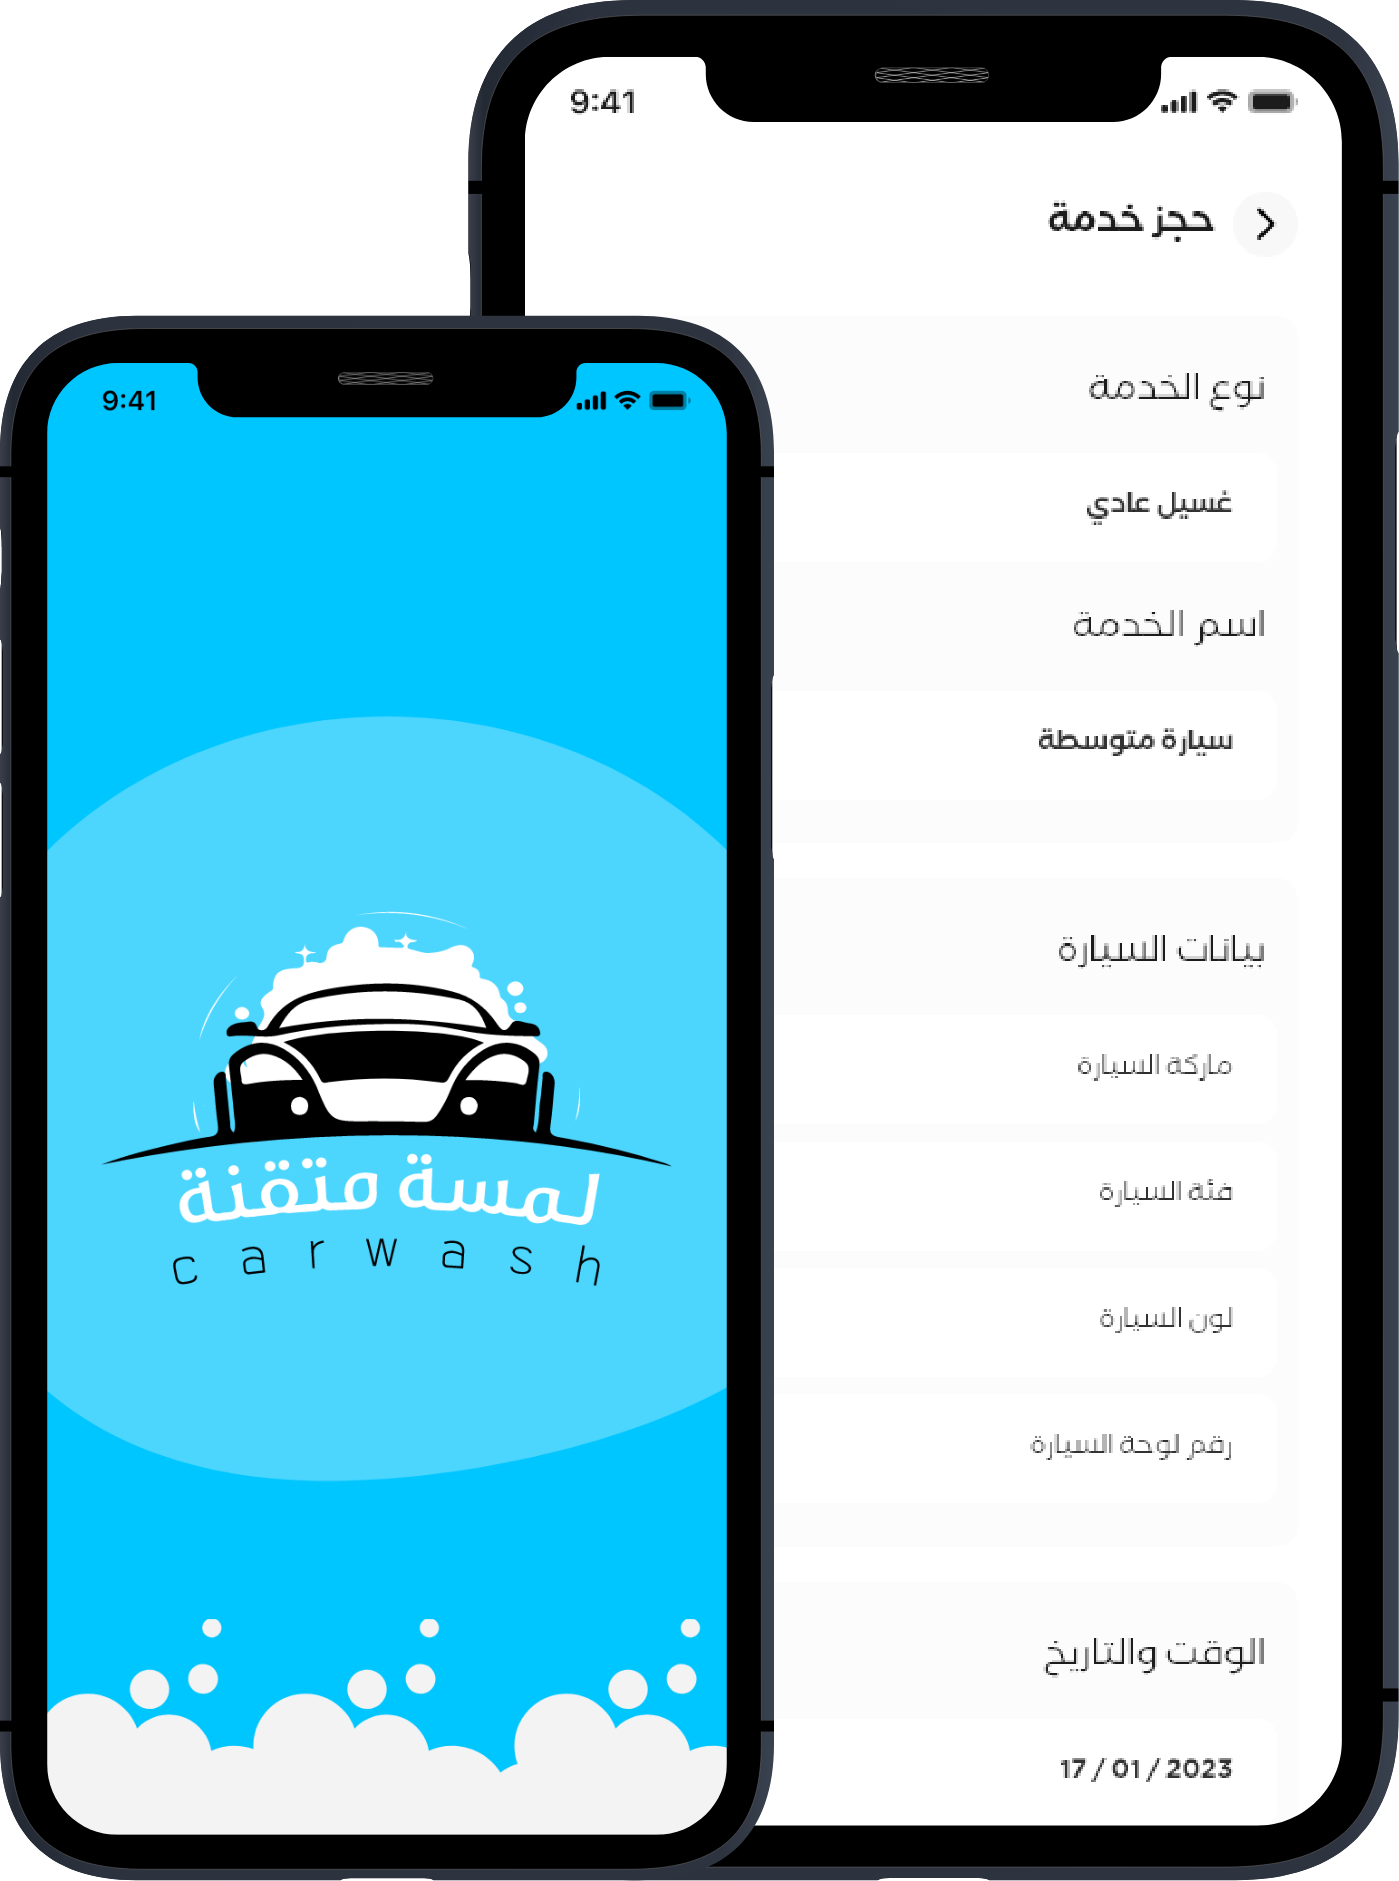 9:41
حجز خدمة
نوع الخدمة
غسيل عادي
اسم الخدمة
سيارة متوسطة
بيانات السيارة
ماركة السيارة
فئة السيارة
لون السيارة
رقم لوحة السيارة
الوقت والتاريخ
17 / 01 / 2023
9:41
لمسة متقنة
carwash